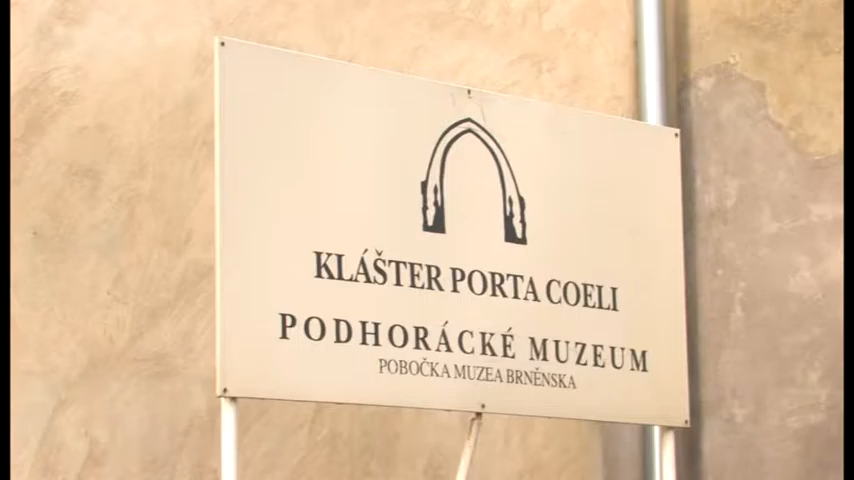 KLÁŠTER PORTA COELI
PODHORÁCKÉ MUZEUM
POBOČKA MUZEA BRNĚNSKA